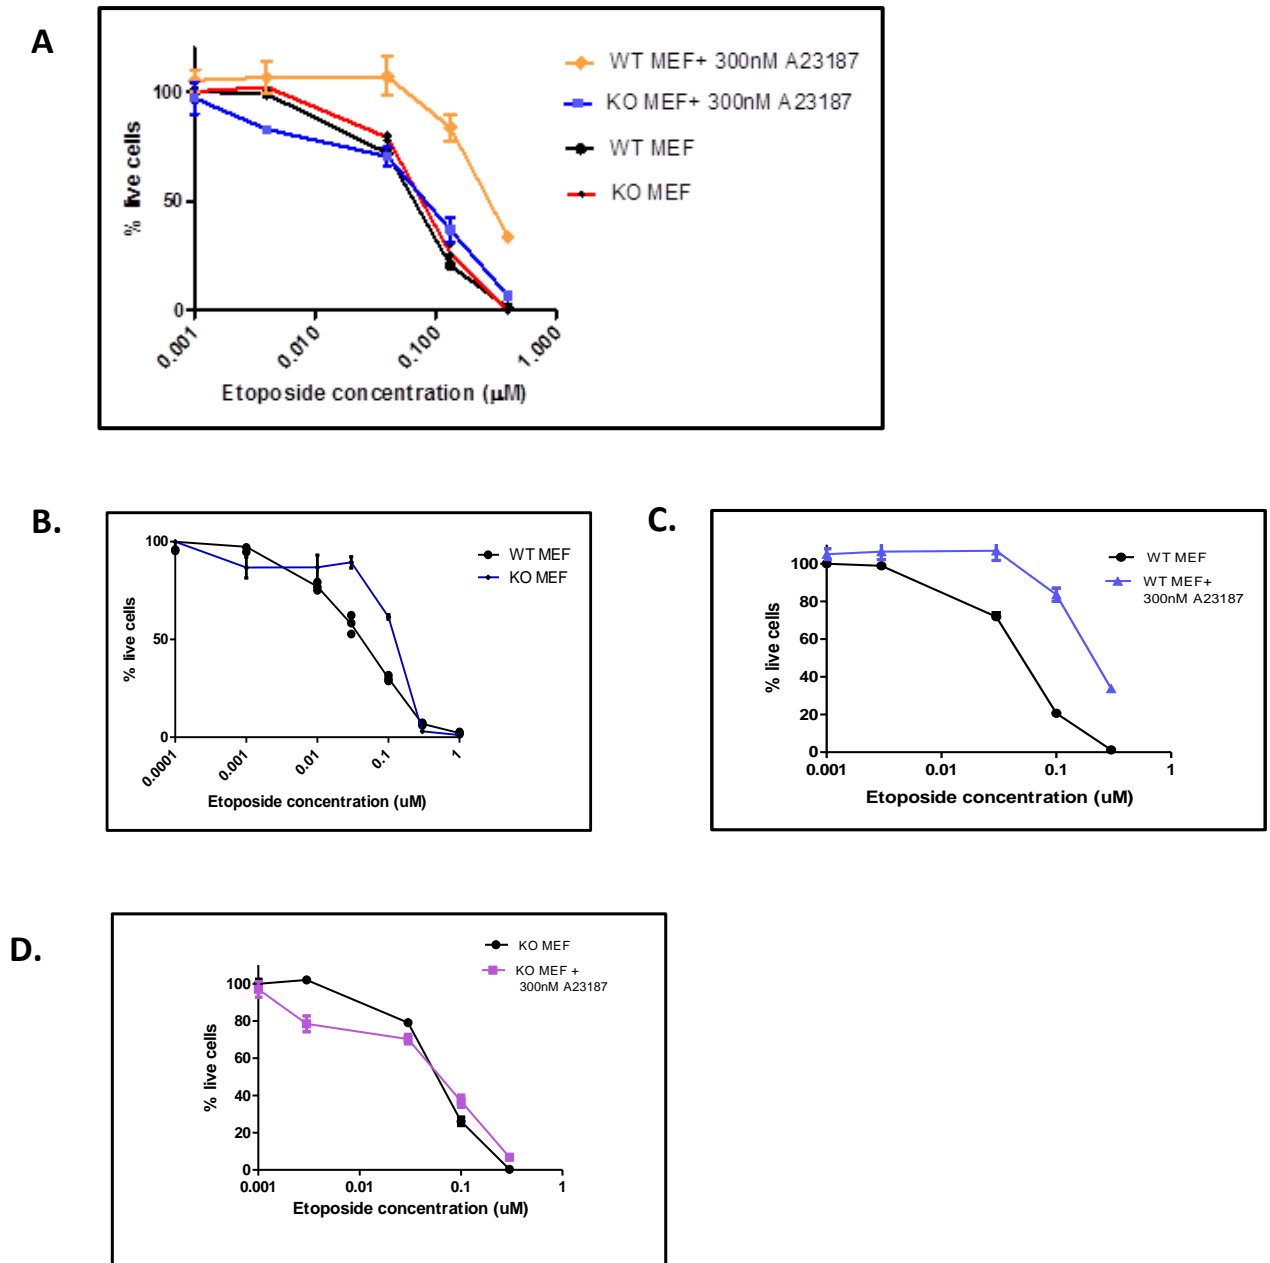 A
WT MEF+ 300nM A23187
KO MEF+ 300nM A23187
WT MEF
KO MEF
% live cells
100
50
0
0.001
0.010
0.100
1.000
Etoposide concentration (µM)
B.
WT MEF
KO MEF
% live cells
100
50
0
0.0001
0.001
0.01
0.1
1
Etoposide concentration (uM)
C.
WT MEF
WT MEF+
300nM A23187
% live cells
100
80
60
40
20
0
0.001
0.01
0.1
1
Etoposide concentration (uM)
D.
KO MEF
KO MEF +
300nM A23187
% live cells
100
80
60
40
20
0
0.001
0.01
0.1
1
Etoposide concentration (uM)